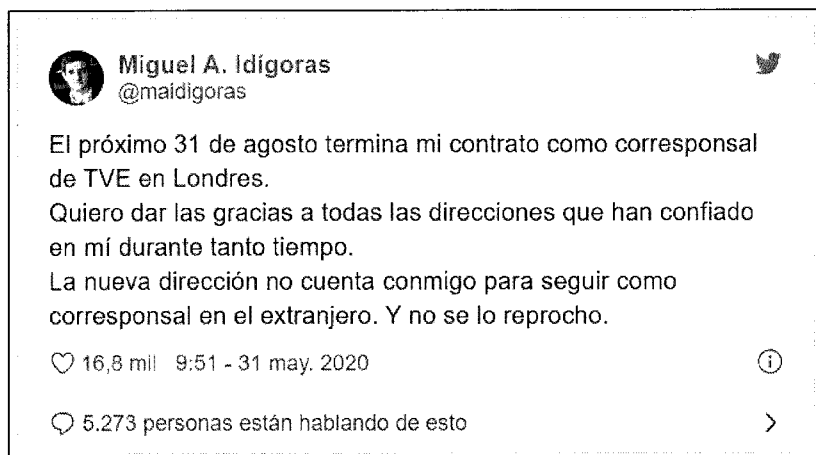 Miguel A. Idígoras
@maidigoras
El próximo 31 de agosto termina mi contrato como corresponsal
de TVE en Londres.
Quiero dar las gracias a todas las direcciones que han confiado
en mí durante tanto tiempo.
La nueva dirección no cuenta conmigo para seguir como
corresponsal en el extranjero. Y no se lo reprocho.
16,8 mil 9:51 - 31 may. 2020
5.273 personas están hablando de esto